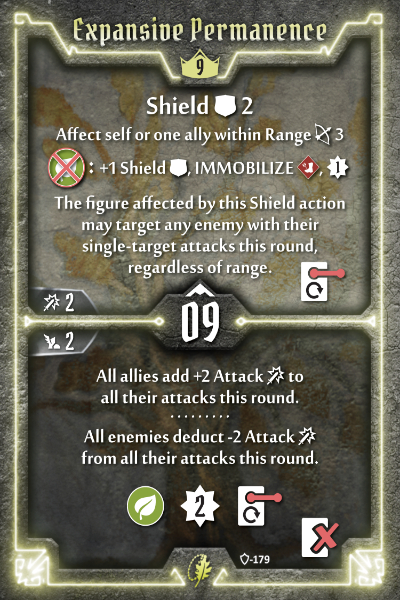 Expansive Permanence
9
Shield 2
Affect self or one ally within Range 3
: +1 Shield , IMMOBILIZE , 1
The figure affected by this Shield action
may target any enemy with their
single-target attacks this round,
regardless of range.
2
09
2
All allies add +2 Attack to
all their attacks this round.
All enemies deduct -2 Attack
from all their attacks this round.
2
-179